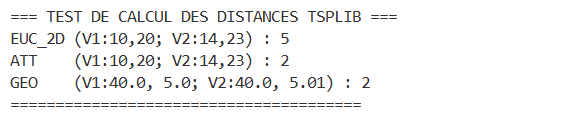 === TEST DE CALCUL DES DISTANCES TSPLIB ===
EUC_2D (V1:10,20; V2:14,23) : 5
ATT    (V1:10,20; V2:14,23) : 2
GEO    (V1:40.0, 5.0; V2:40.0, 5.01) : 2
=======================================